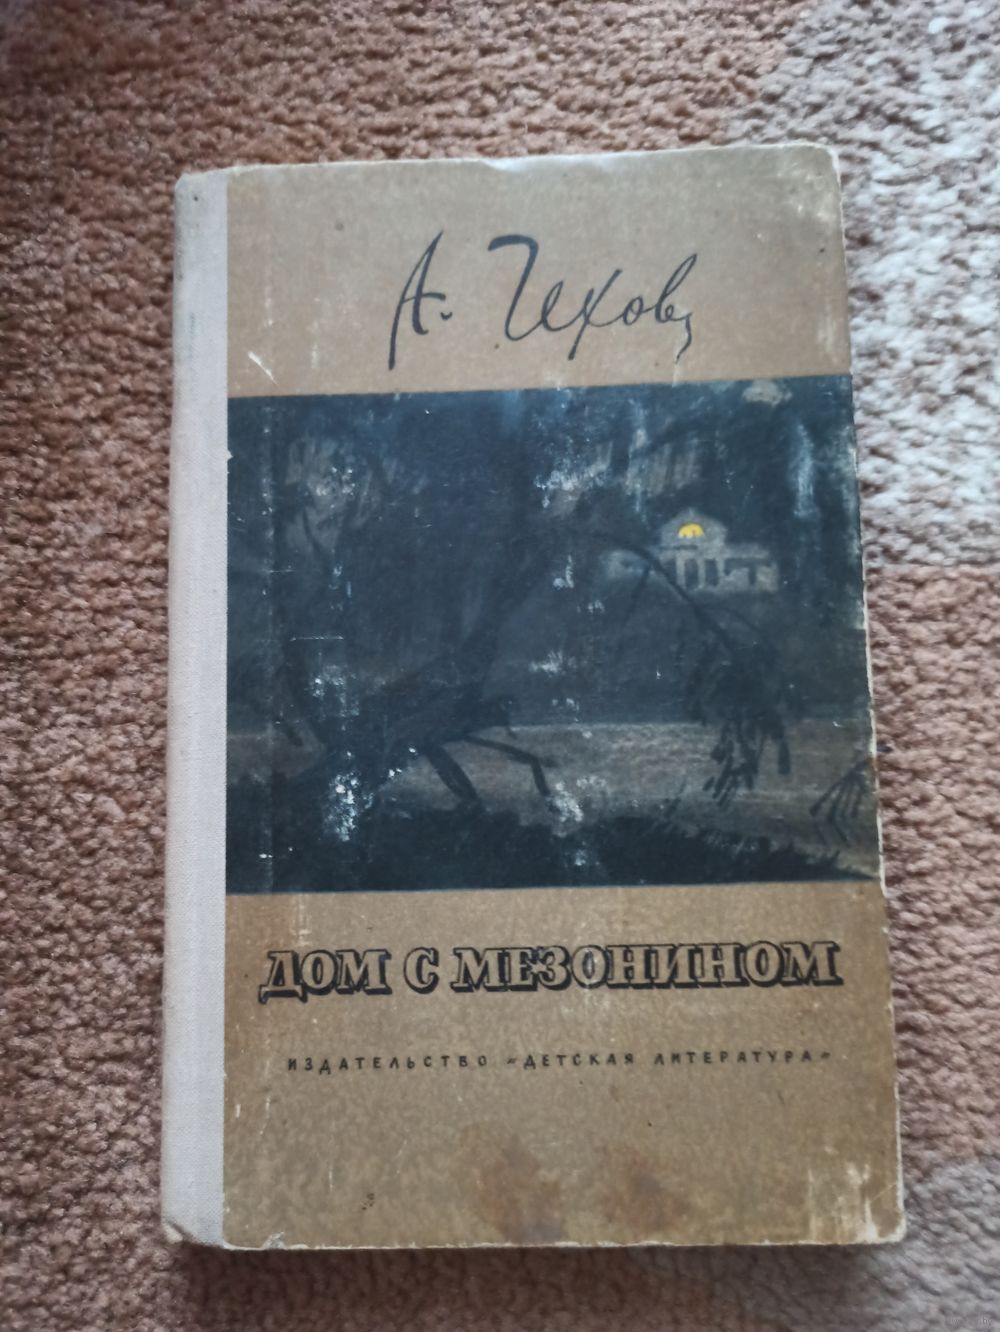 А. Чехов
ДОМ С МЕЗОНИНОМ
ИЗДАТЕЛЬСТВО «ДЕТСКАЯ ЛИТЕРАТУРА»